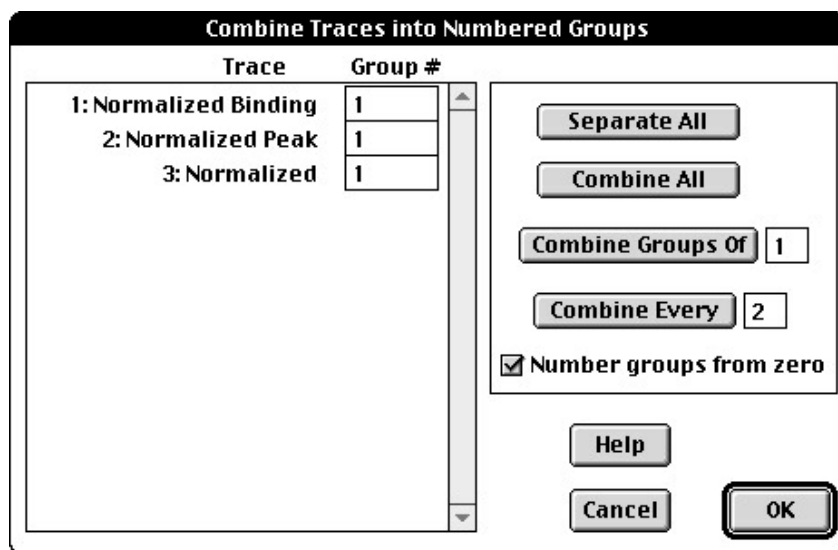 Combine Traces into Numbered Groups
Trace Group #
1: Normalized Binding 1
2: Normalized Peak 1
3: Normalized 1
Separate All
Combine All
Combine Groups Of 1
Combine Every 2
Number groups from zero
Help
Cancel OK